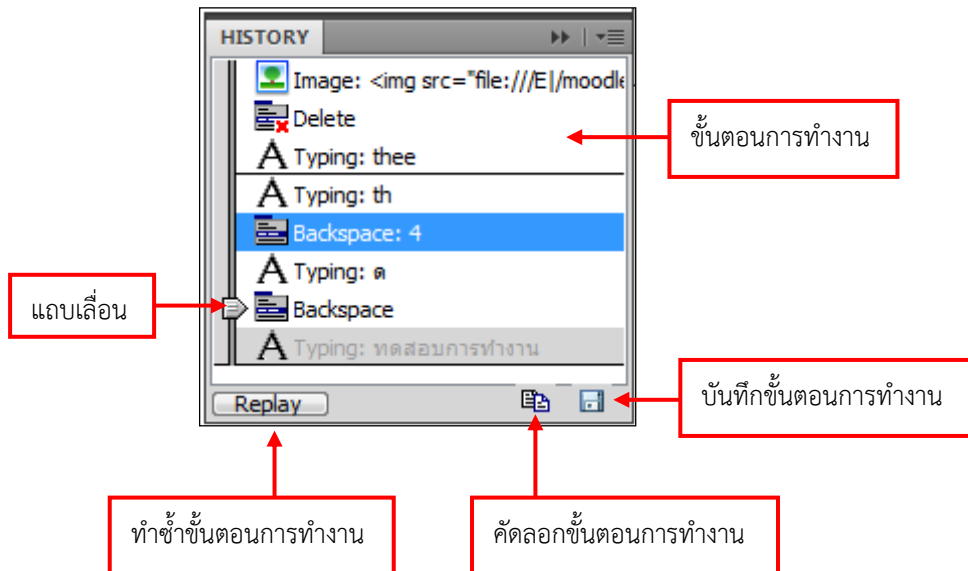 HISTORY
Image: <img src="file:///E|/moodle
Delete
Typing: thee
Typing: th
Backspace: 4
Typing: ด
Backspace
Typing: ทดสอบการทำงาน
Replay
ขั้นตอนการทำงาน
แถบเลื่อน
บันทึกขั้นตอนการทำงาน
ทำซ้ำขั้นตอนการทำงาน
คัดลอกขั้นตอนการทำงาน